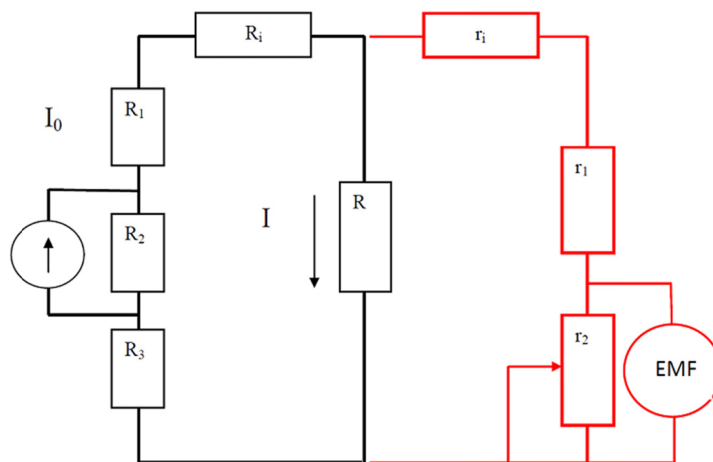 Rᵢ
rᵢ
R₁
I₀
r₁
R
I
R₂
r₂
R₃
EMF